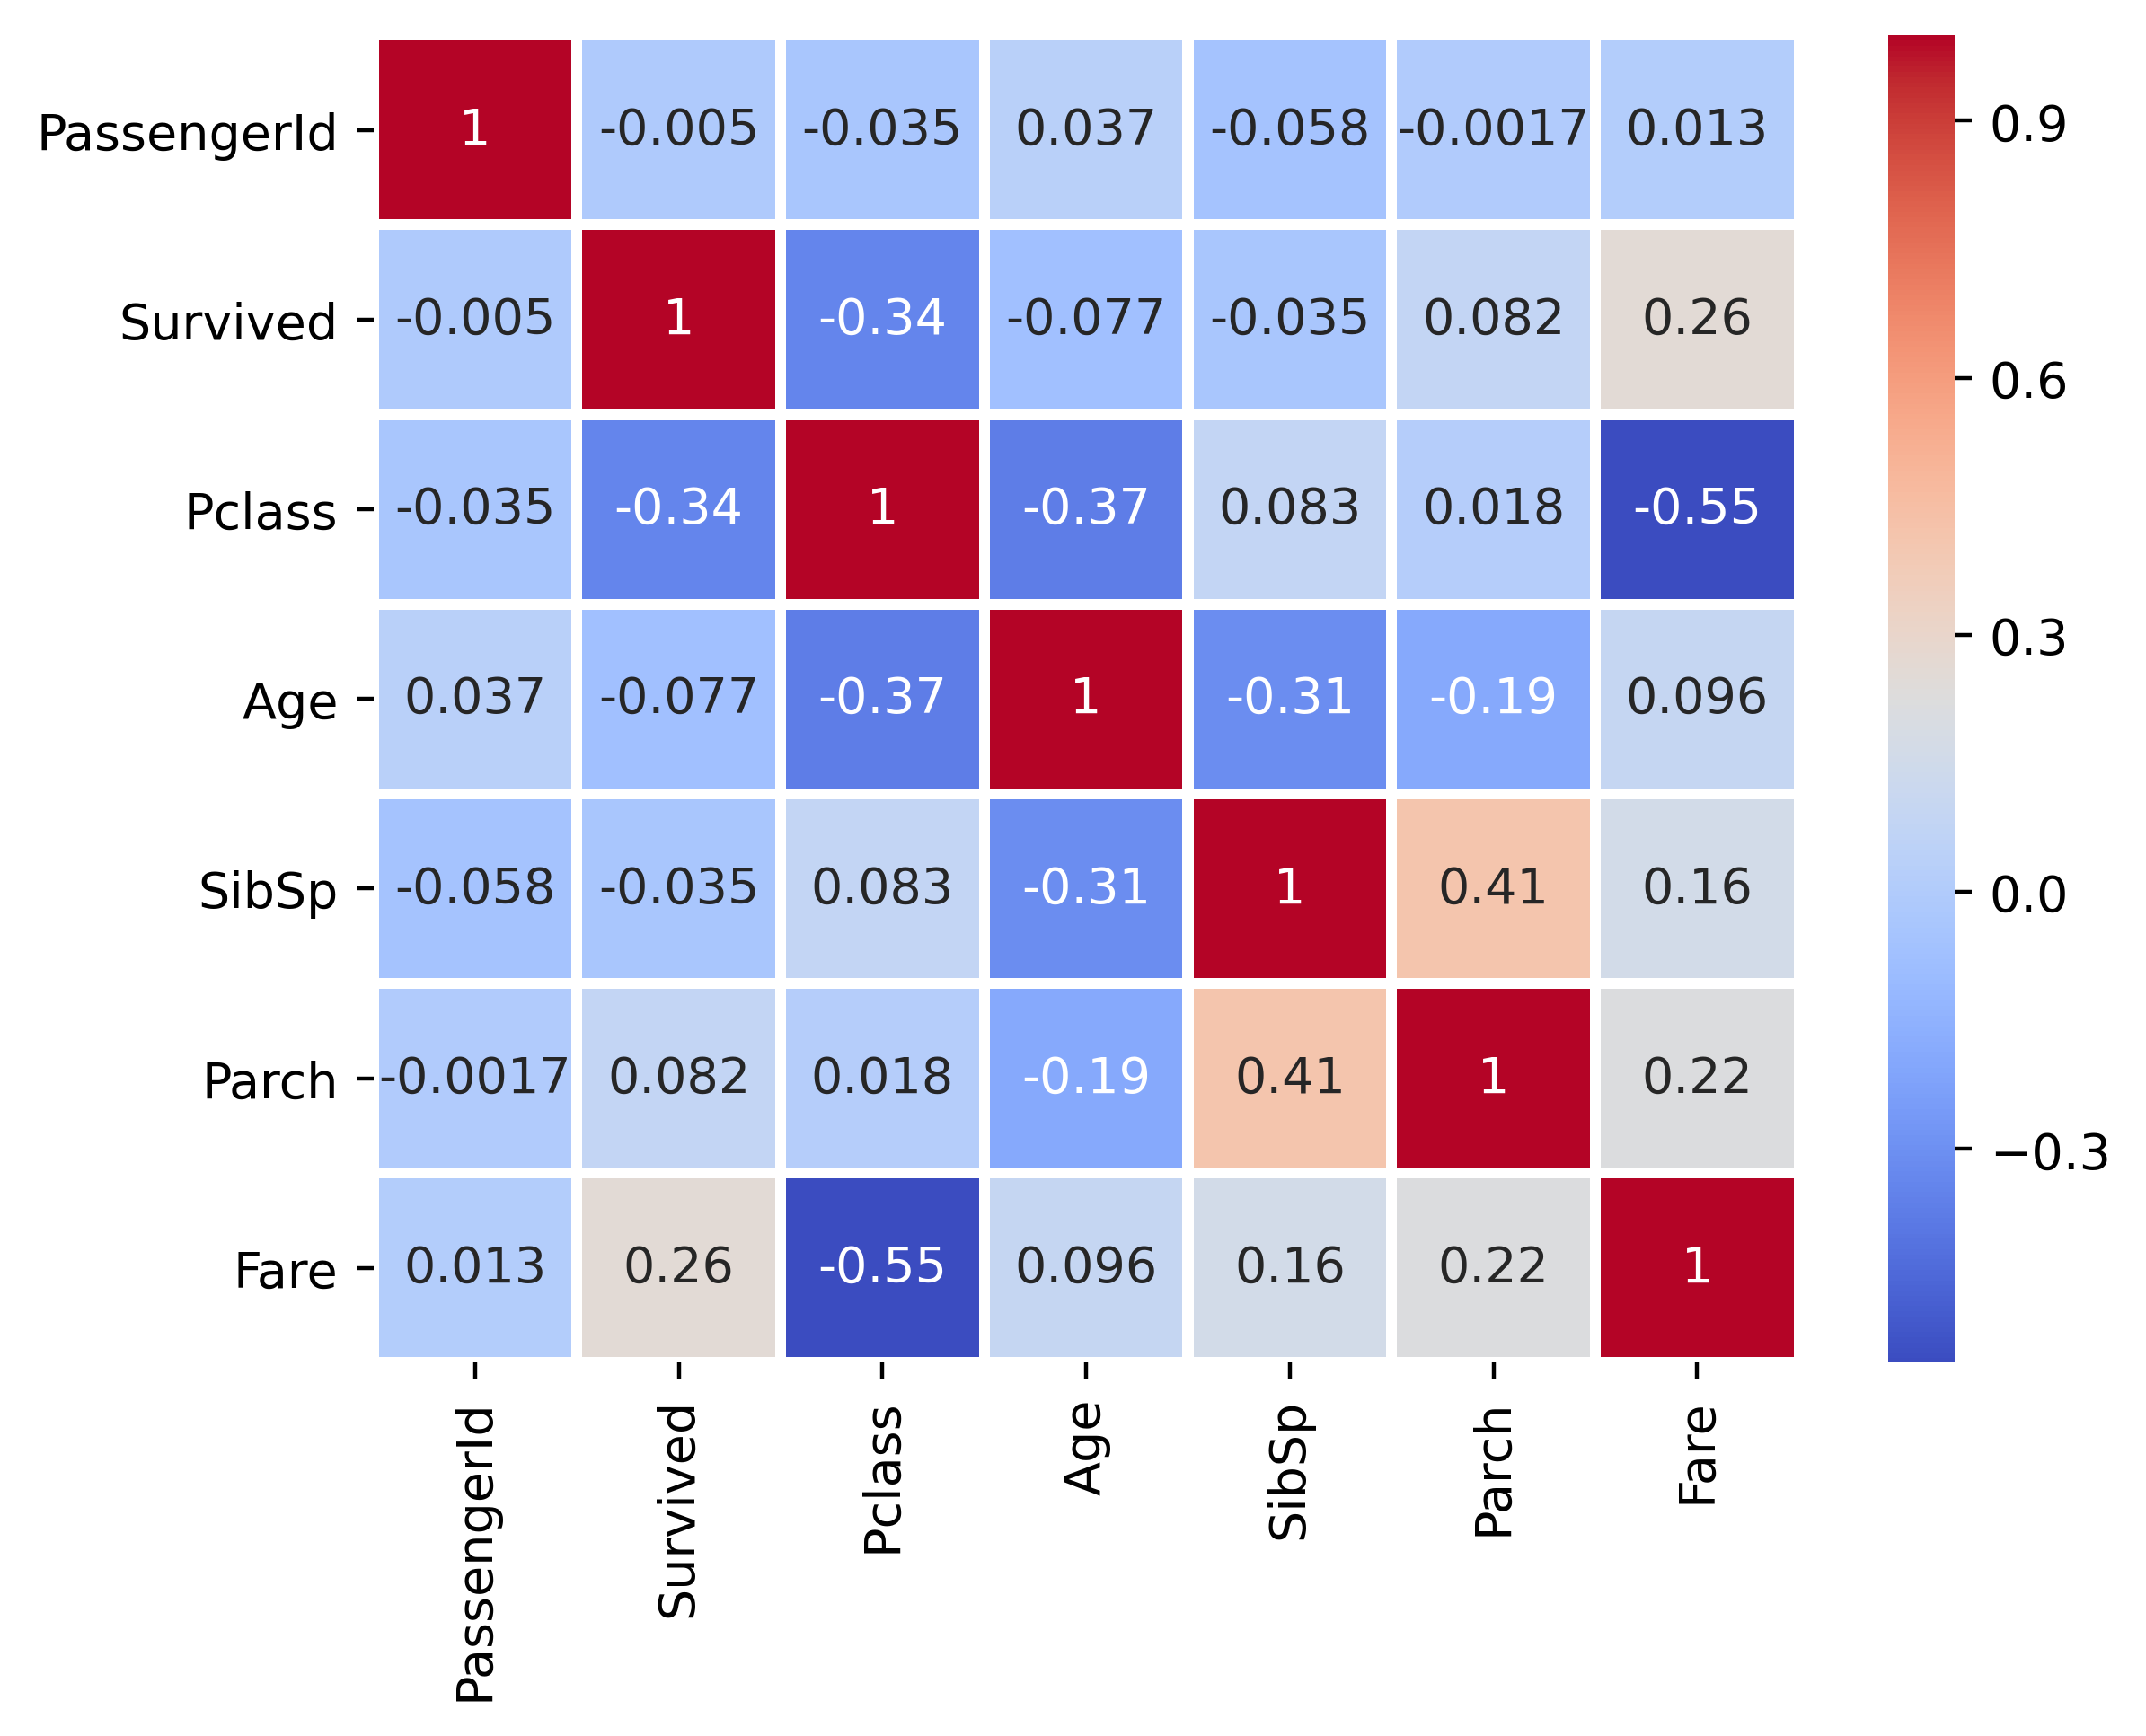 PassengerId 1 -0.005 -0.035 0.037 -0.058 -0.0017 0.013
Survived -0.005 1 -0.34 -0.077 -0.035 0.082 0.26
Pclass -0.035 -0.34 1 -0.37 0.083 0.018 -0.55
Age 0.037 -0.077 -0.37 1 -0.31 -0.19 0.096
SibSp -0.058 -0.035 0.083 -0.31 1 0.41 0.16
Parch -0.0017 0.082 0.018 -0.19 0.41 1 0.22
Fare 0.013 0.26 -0.55 0.096 0.16 0.22 1
PassengerId Survived Pclass Age SibSp Parch Fare
0.9
0.6
0.3
0.0
−0.3